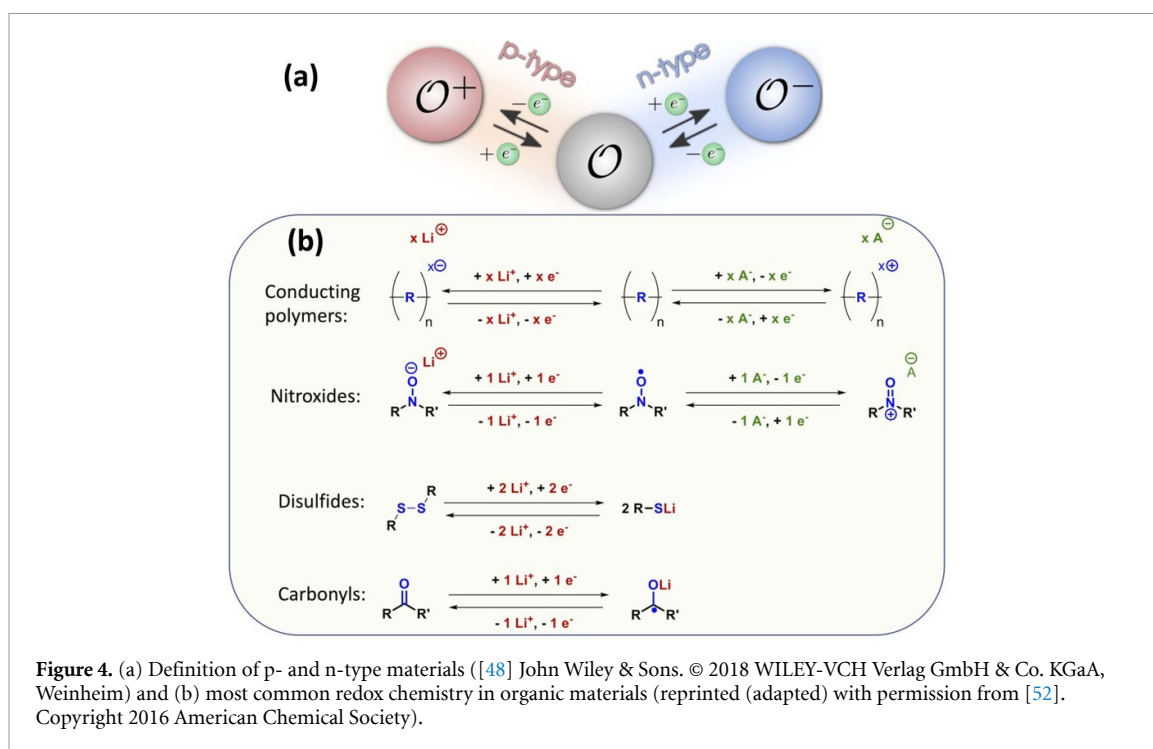 (a)
p-type
n-type
O+
O−
O
− e⁻
+ e⁻
+ e⁻
− e⁻
(b)
x Li⊕
x A⊖
Conducting
polymers:
( R )n x⊖
+ x Li⁺, + x e⁻
- x Li⁺, - x e⁻
( R )n
+ x A⁻, - x e⁻
- x A⁻, + x e⁻
( R )n x⊕
Nitroxides:
⊖ Li⊕
O
N
R R'
+ 1 Li⁺, + 1 e⁻
- 1 Li⁺, - 1 e⁻
•
O
N
R R'
+ 1 A⁻, - 1 e⁻
- 1 A⁻, + 1 e⁻
⊖
A
O
N
R ⊕ R'
Disulfides:
R
S–S
R
+ 2 Li⁺, + 2 e⁻
- 2 Li⁺, - 2 e⁻
2 R–SLi
Carbonyls:
O
R R'
+ 1 Li⁺, + 1 e⁻
- 1 Li⁺, - 1 e⁻
OLi
R • R'
Figure 4. (a) Definition of p- and n-type materials ([48] John Wiley & Sons. © 2018 WILEY-VCH Verlag GmbH & Co. KGaA,
Weinheim) and (b) most common redox chemistry in organic materials (reprinted (adapted) with permission from [52].
Copyright 2016 American Chemical Society).